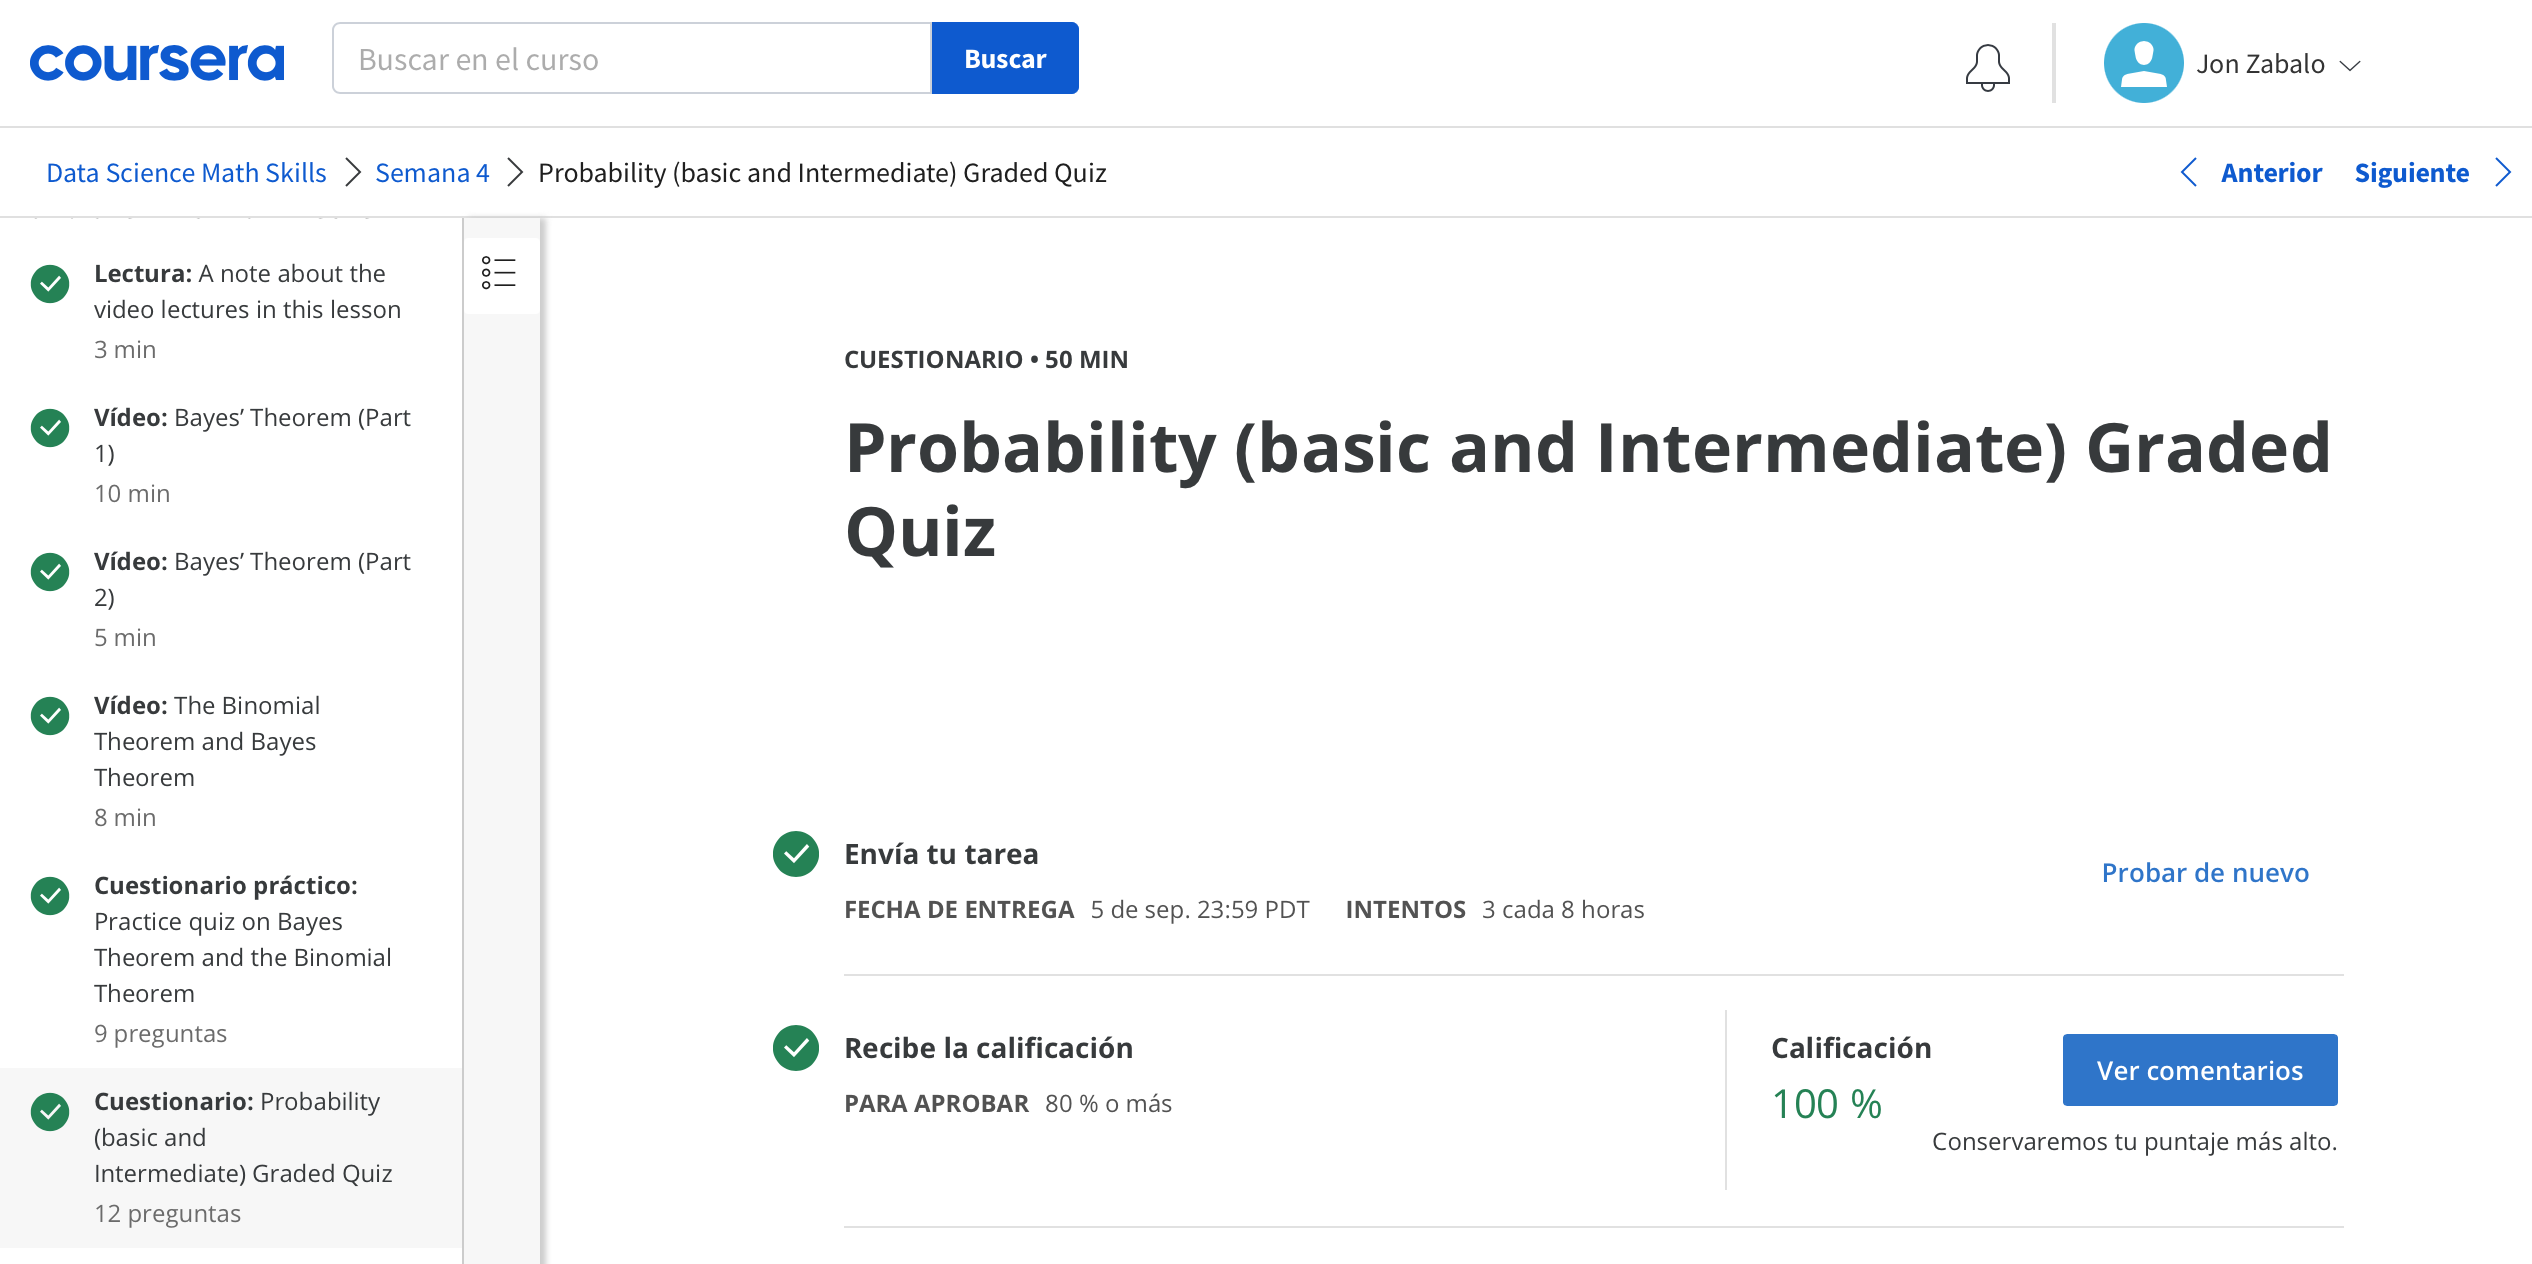 coursera
Buscar en el curso
Buscar
Jon Zabalo
Data Science Math Skills
Semana 4
Probability (basic and Intermediate) Graded Quiz
Anterior
Siguiente
Lectura: A note about the
video lectures in this lesson
3 min
Vídeo: Bayes’ Theorem (Part
1)
10 min
Vídeo: Bayes’ Theorem (Part
2)
5 min
Vídeo: The Binomial
Theorem and Bayes
Theorem
8 min
Cuestionario práctico:
Practice quiz on Bayes
Theorem and the Binomial
Theorem
9 preguntas
Cuestionario: Probability
(basic and
Intermediate) Graded Quiz
12 preguntas
CUESTIONARIO • 50 MIN
Probability (basic and Intermediate) Graded
Quiz
Envía tu tarea
FECHA DE ENTREGA 5 de sep. 23:59 PDT INTENTOS 3 cada 8 horas
Probar de nuevo
Recibe la calificación
PARA APROBAR 80 % o más
Calificación
100 %
Ver comentarios
Conservaremos tu puntaje más alto.